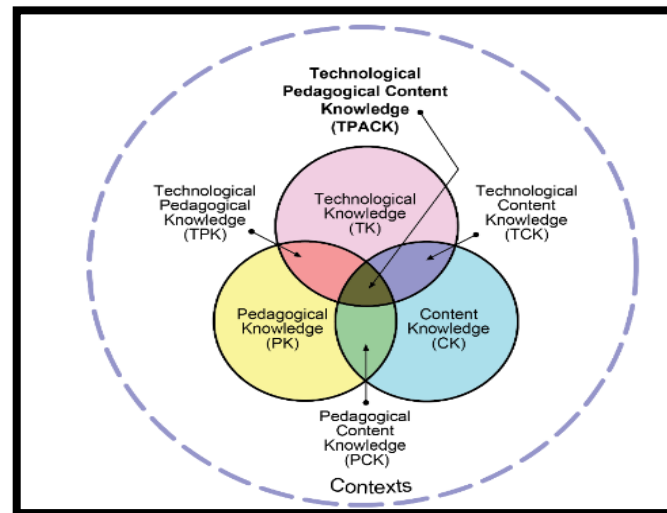 Technological
Pedagogical Content
Knowledge
(TPACK)
Technological
Pedagogical
Knowledge
(TPK)
Technological
Knowledge
(TK)
Technological
Content
Knowledge
(TCK)
Pedagogical
Knowledge
(PK)
Content
Knowledge
(CK)
Pedagogical
Content
Knowledge
(PCK)
Contexts